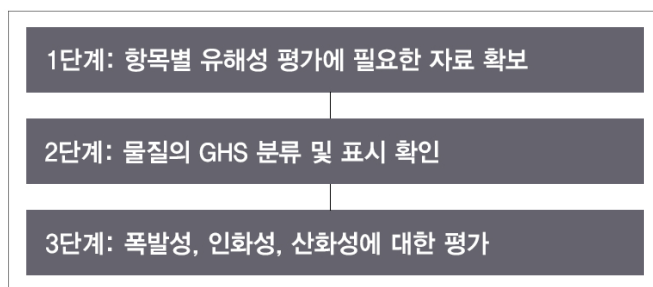 1단계: 항목별 유해성 평가에 필요한 자료 확보
2단계: 물질의 GHS 분류 및 표시 확인
3단계: 폭발성, 인화성, 산화성에 대한 평가